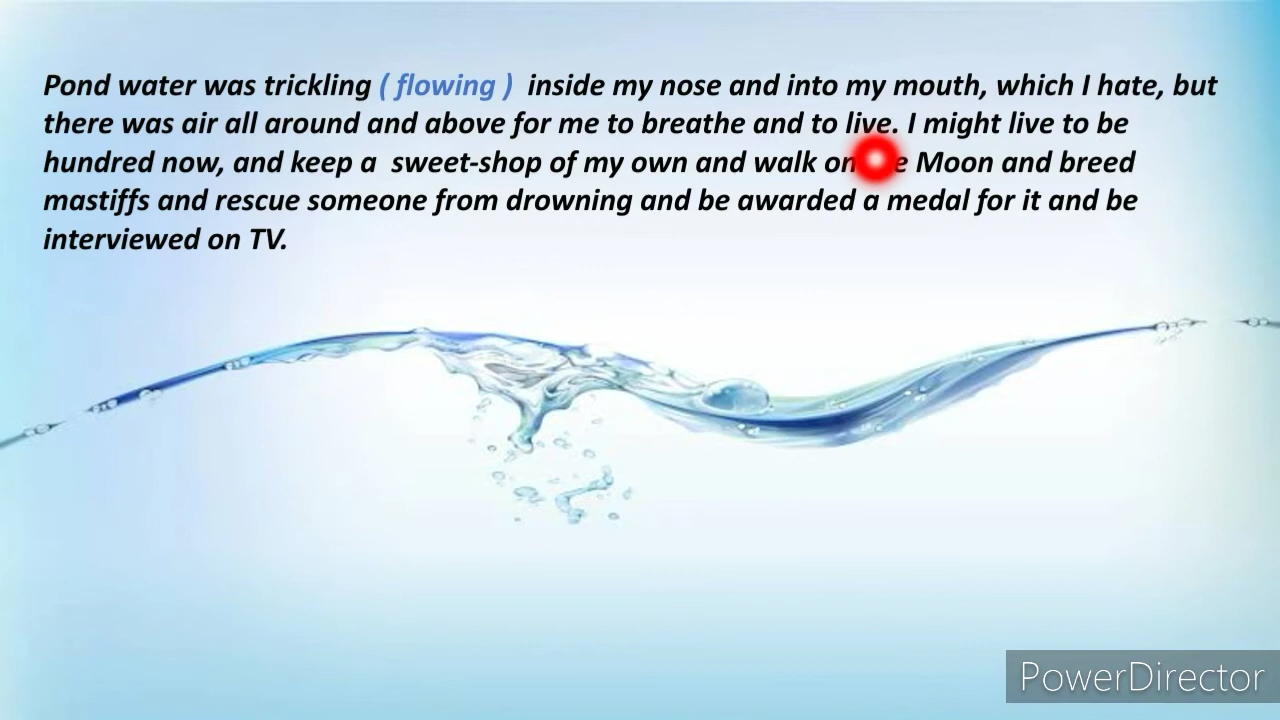 Pond water was trickling ( flowing ) inside my nose and into my mouth, which I hate, but
there was air all around and above for me to breathe and to live. I might live to be
hundred now, and keep a sweet-shop of my own and walk on Moon and breed
mastiffs and rescue someone from drowning and be awarded a medal for it and be
interviewed on TV.
PowerDirector